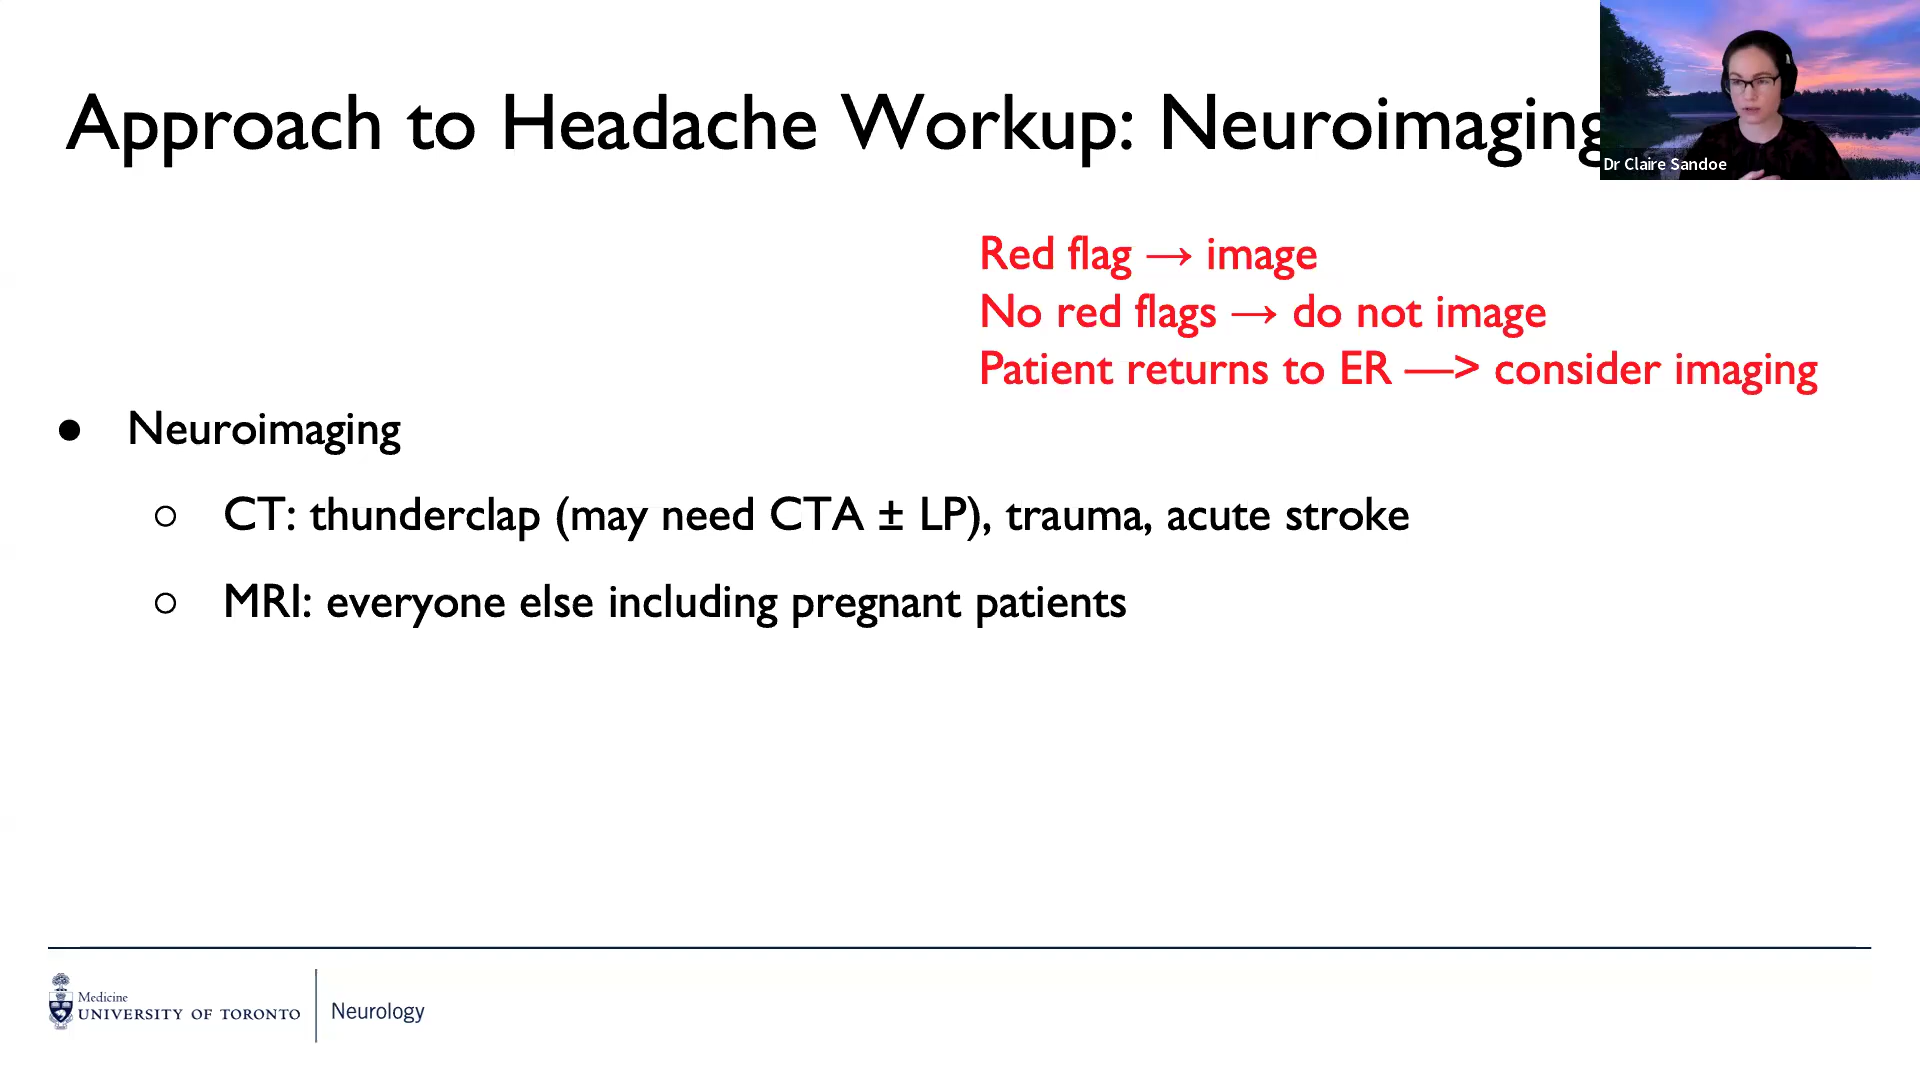 Approach to Headache Workup: Neuroimaging
Dr Claire Sandoe
Red flag → image
No red flags → do not image
Patient returns to ER —> consider imaging
● Neuroimaging
○ CT: thunderclap (may need CTA ± LP), trauma, acute stroke
○ MRI: everyone else including pregnant patients
Medicine
UNIVERSITY OF TORONTO
Neurology